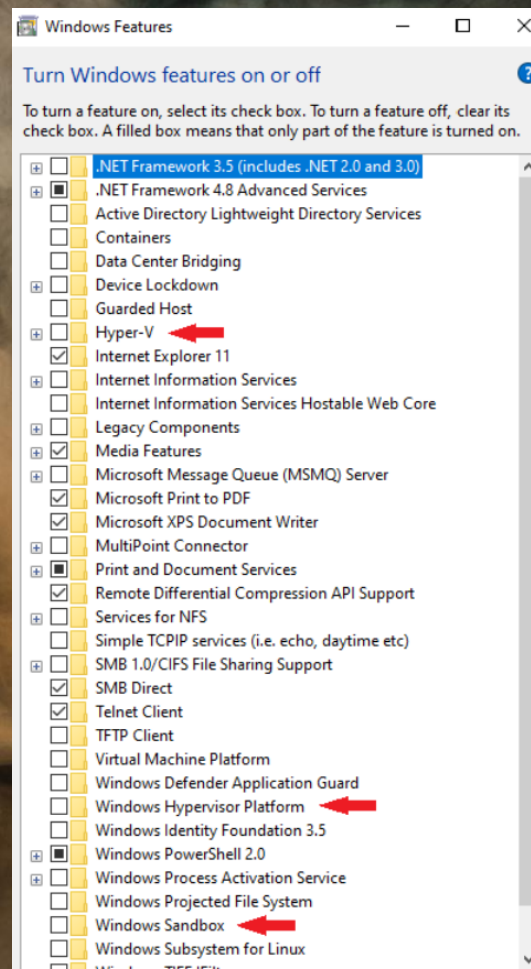 Windows Features
Turn Windows features on or off
?
To turn a feature on, select its check box. To turn a feature off, clear its
check box. A filled box means that only part of the feature is turned on.
.NET Framework 3.5 (includes .NET 2.0 and 3.0)
.NET Framework 4.8 Advanced Services
Active Directory Lightweight Directory Services
Containers
Data Center Bridging
Device Lockdown
Guarded Host
Hyper-V
Internet Explorer 11
Internet Information Services
Internet Information Services Hostable Web Core
Legacy Components
Media Features
Microsoft Message Queue (MSMQ) Server
Microsoft Print to PDF
Microsoft XPS Document Writer
MultiPoint Connector
Print and Document Services
Remote Differential Compression API Support
Services for NFS
Simple TCPIP services (i.e. echo, daytime etc)
SMB 1.0/CIFS File Sharing Support
SMB Direct
Telnet Client
TFTP Client
Virtual Machine Platform
Windows Defender Application Guard
Windows Hypervisor Platform
Windows Identity Foundation 3.5
Windows PowerShell 2.0
Windows Process Activation Service
Windows Projected File System
Windows Sandbox
Windows Subsystem for Linux
Windows TIFF IFilter